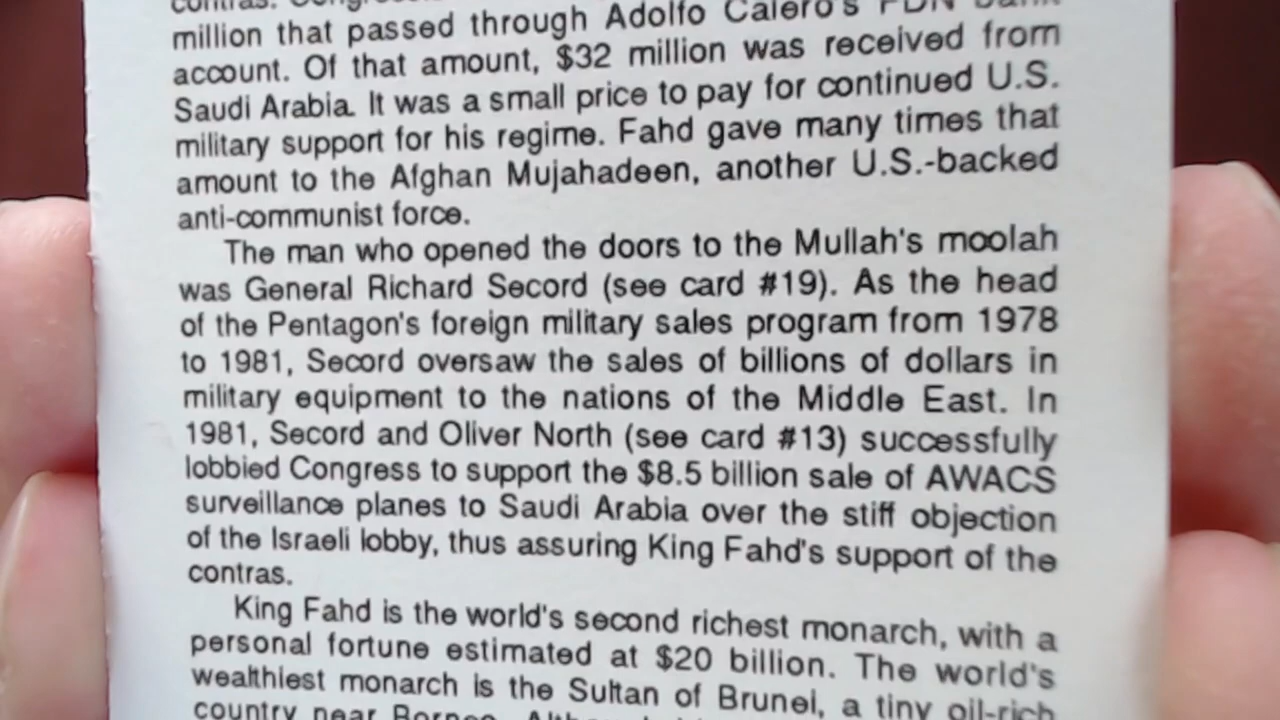 contras.
million that passed through Adolfo Calero's FDN bank
account. Of that amount, $32 million was received from
Saudi Arabia. It was a small price to pay for continued U.S.
military support for his regime. Fahd gave many times that
amount to the Afghan Mujahadeen, another U.S.-backed
anti-communist force.
The man who opened the doors to the Mullah's moolah
was General Richard Secord (see card #19). As the head
of the Pentagon's foreign military sales program from 1978
to 1981, Secord oversaw the sales of billions of dollars in
military equipment to the nations of the Middle East. In
1981, Secord and Oliver North (see card #13) successfully
lobbied Congress to support the $8.5 billion sale of AWACS
surveillance planes to Saudi Arabia over the stiff objection
of the Israeli lobby, thus assuring King Fahd's support of the
contras.
King Fahd is the world's second richest monarch, with a
personal fortune estimated at $20 billion. The world's
wealthiest monarch is the Sultan of Brunei, a tiny oil-rich
country near Borneo.